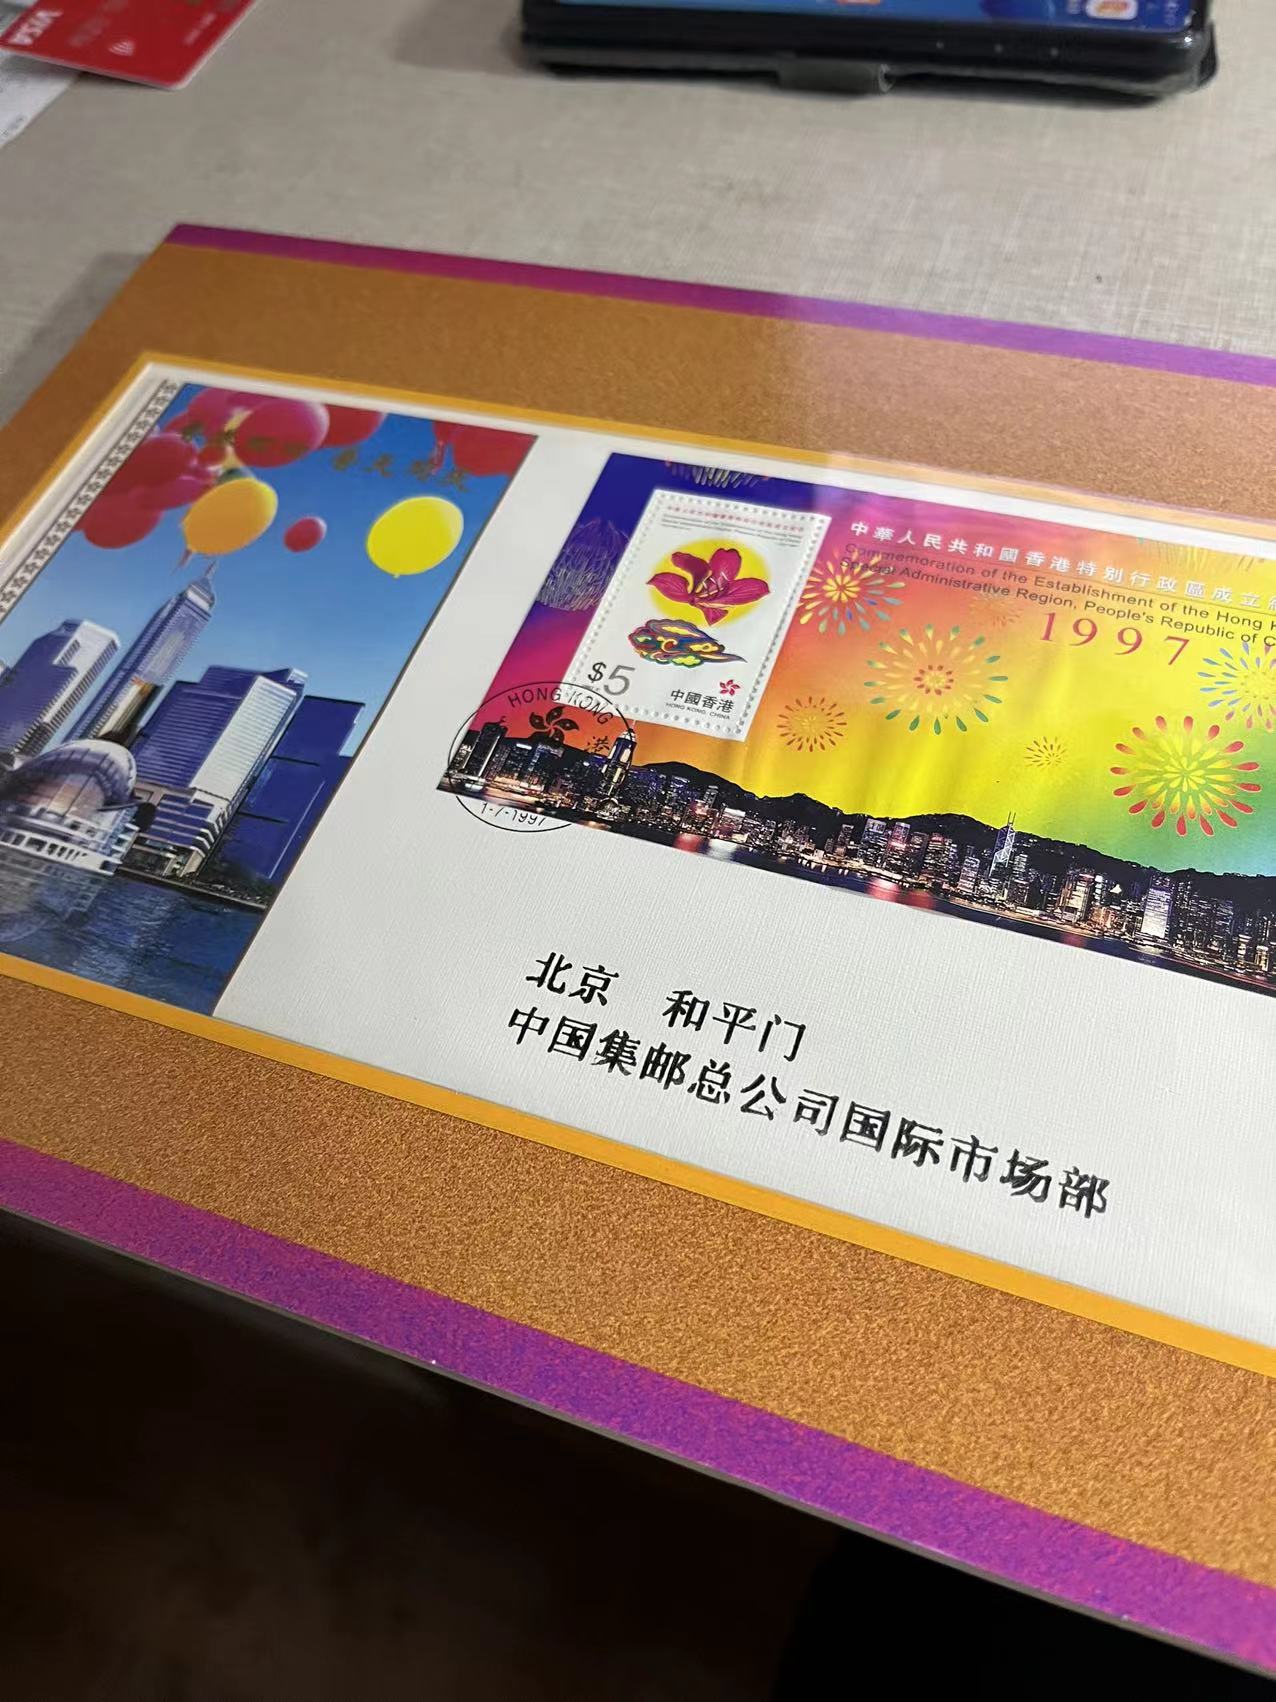 VISA
中華人民共和國香港特別行政區成立紀
Commemoration of the Establishment of the Hong K
Special Administrative Region, People's Republic of C
1997
$5
中國香港
HONG KONG, CHINA
HONG KONG
港
1-7-1997
北京 和平门
中国集邮总公司国际市场部